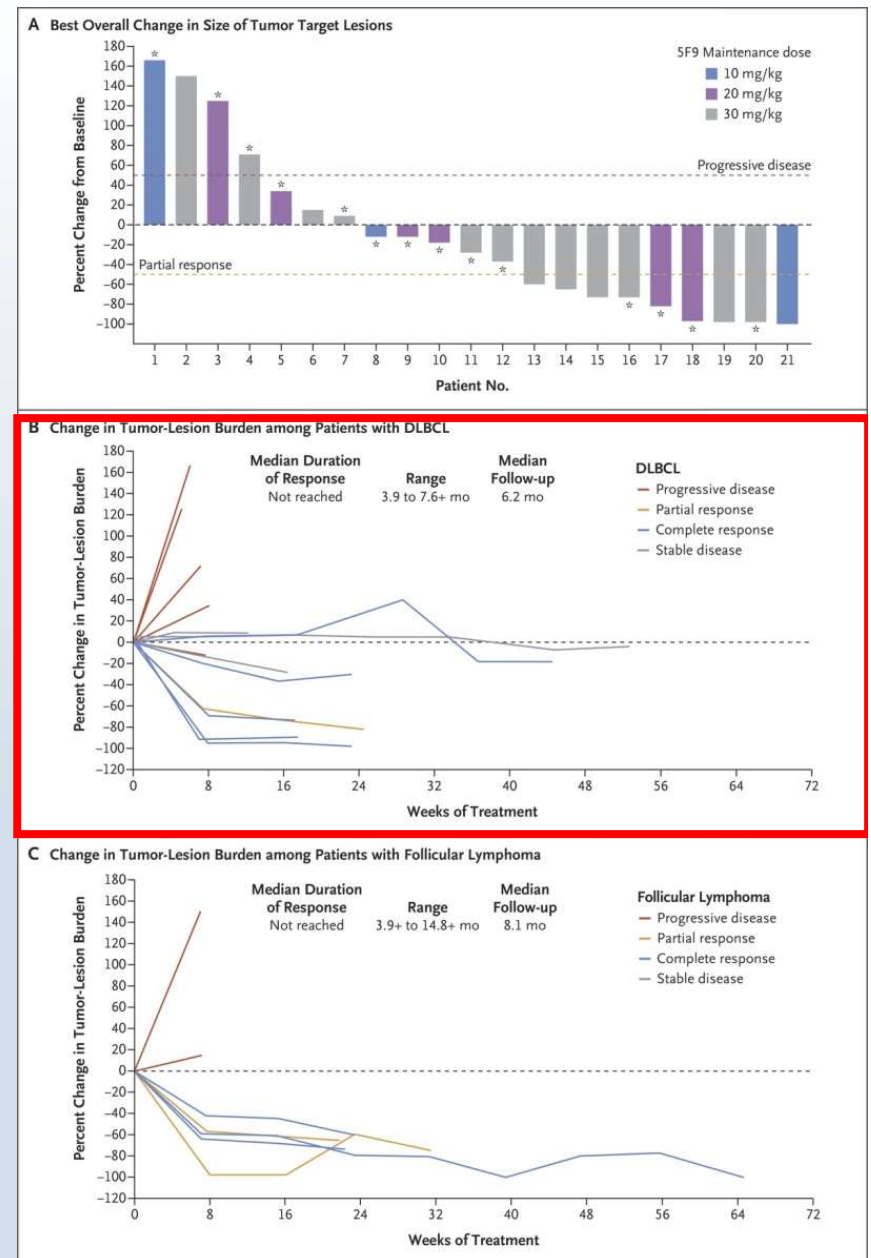 A Best Overall Change in Size of Tumor Target Lesions
Percent Change from Baseline
180
160
140
120
100
80
60
40
20
0
−20
−40
−60
−80
−100
5F9 Maintenance dose
10 mg/kg
20 mg/kg
30 mg/kg
Progressive disease
Partial response
* * * * * * * * * * * * * * *
1 2 3 4 5 6 7 8 9 10 11 12 13 14 15 16 17 18 19 20 21
Patient No.
B Change in Tumor-Lesion Burden among Patients with DLBCL
Percent Change in Tumor-Lesion Burden
180
160
140
120
100
80
60
40
20
0
−20
−40
−60
−80
−100
−120
Median Duration of Response
Not reached
Range
3.9 to 7.6+ mo
Median Follow-up
6.2 mo
DLBCL
Progressive disease
Partial response
Complete response
Stable disease
0 8 16 24 32 40 48 56 64 72
Weeks of Treatment
C Change in Tumor-Lesion Burden among Patients with Follicular Lymphoma
Percent Change in Tumor-Lesion Burden
180
160
140
120
100
80
60
40
20
0
−20
−40
−60
−80
−100
−120
Median Duration of Response
Not reached
Range
3.9+ to 14.8+ mo
Median Follow-up
8.1 mo
Follicular Lymphoma
Progressive disease
Partial response
Complete response
Stable disease
0 8 16 24 32 40 48 56 64 72
Weeks of Treatment